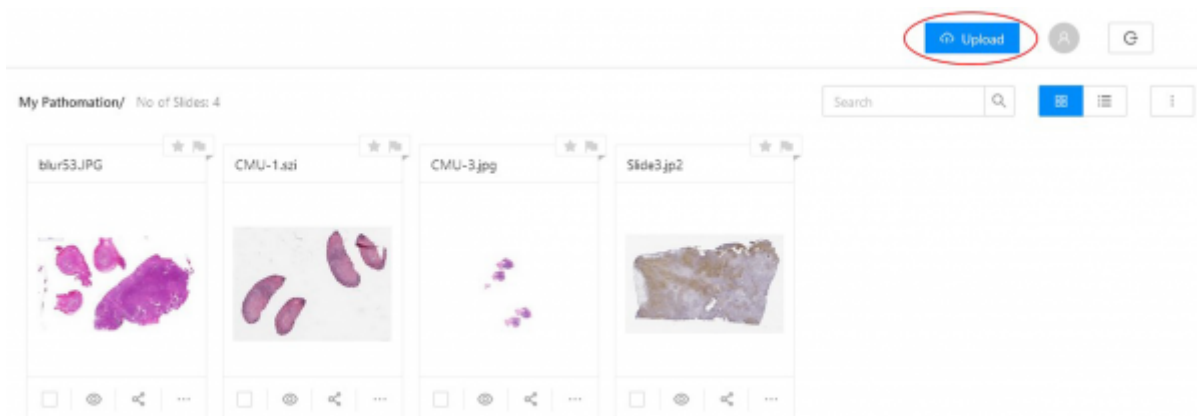 Upload
My Pathomation/ No of Slides: 4
Search
blur53.JPG
CMU-1.szi
CMU-3.jpg
Slide3.jp2